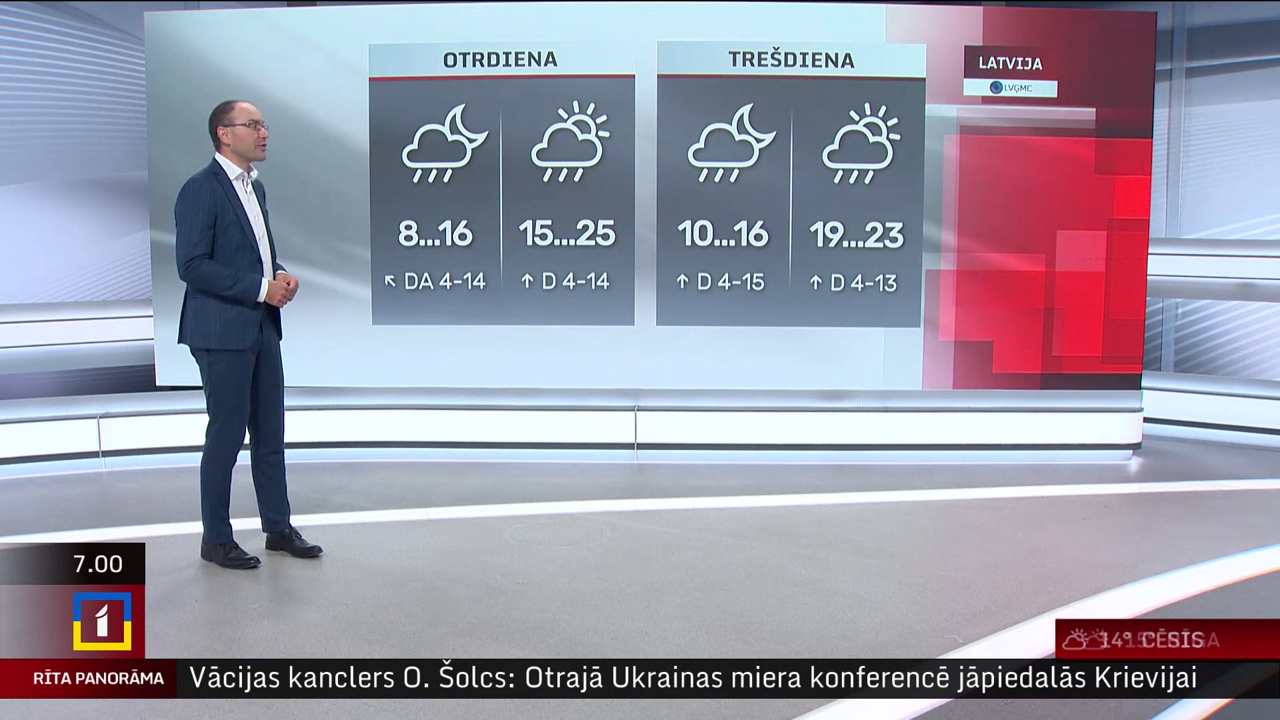 OTRDIENA
8...16
15...25
DA 4-14
D 4-14
TREŠDIENA
10...16
19...23
D 4-15
D 4-13
LATVIJA
LVĢMC
7.00
1
14° CĒSIS
RĪTA PANORĀMA
Vācijas kanclers O. Šolcs: Otrajā Ukrainas miera konferencē jāpiedalās Krievijai